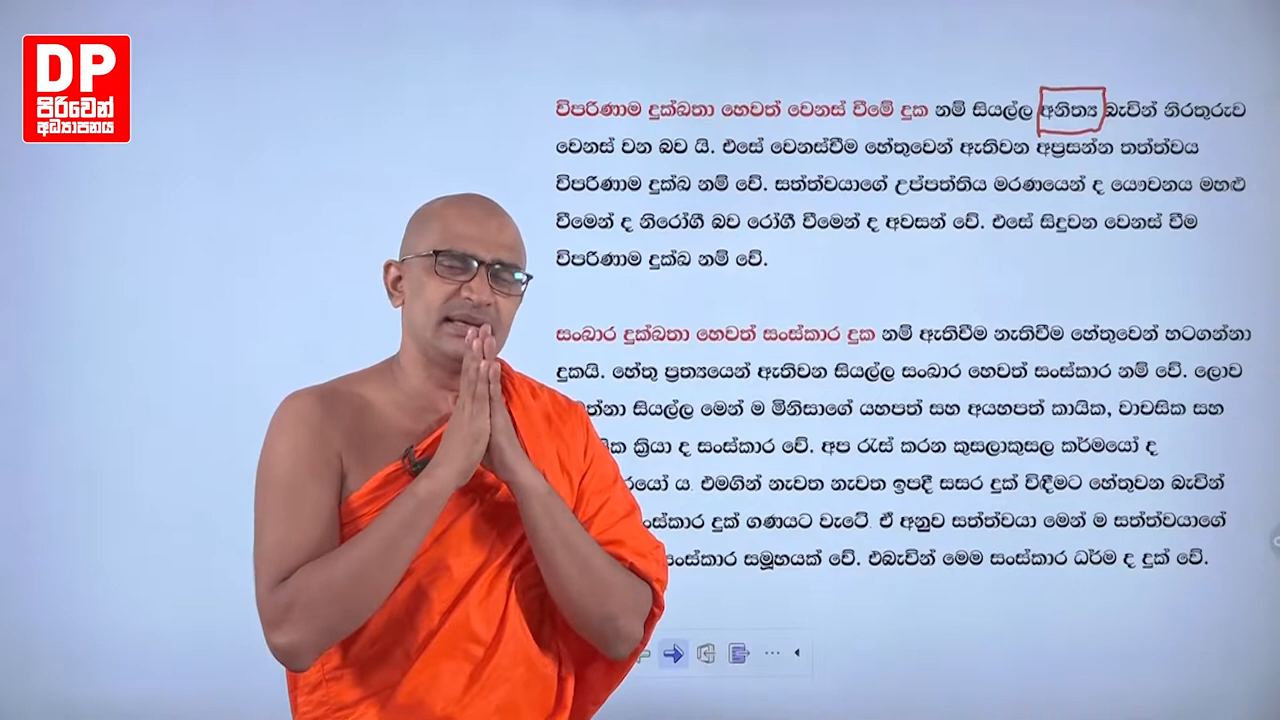 DP
පිරිවෙන්
අධ්‍යාපනය
විපරිණාම දුක්ඛතා හෙවත් වෙනස් වීමේ දුක නම් සියල්ල අනිත්‍ය බැවින් නිරතුරුව
වෙනස් වන බව යි. එසේ වෙනස්වීම හේතුවෙන් ඇතිවන අප්‍රසන්න තත්ත්වය
විපරිණාම දුක්ඛ නම් වේ. සත්ත්වයාගේ උප්පත්තිය මරණයෙන් ද යෞවනය මහළු
වීමෙන් ද නිරෝගී බව රෝගී වීමෙන් ද අවසන් වේ. එසේ සිදුවන වෙනස් වීම
විපරිණාම දුක්ඛ නම් වේ.
සංඛාර දුක්ඛතා හෙවත් සංස්කාර දුක නම් ඇතිවීම නැතිවීම හේතුවෙන් හටගන්නා
දුකයි. හේතු ප්‍රත්‍යයෙන් ඇතිවන සියල්ල සංඛාර හෙවත් සංස්කාර නම් වේ. ලොව
සියල්ල මෙන් ම මිනිසාගේ යහපත් සහ අයහපත් කායික, වාචසික සහ
ක්‍රියා ද සංස්කාර වේ. අප රැස් කරන කුසලාකුසල කර්මයෝ ද
ය. එමගින් නැවත නැවත ඉපදී සසර දුක් විඳීමට හේතුවන බැවින්
දුක් ගණයට වැටේ. ඒ අනුව සත්ත්වයා මෙන් ම සත්ත්වයාගේ
සමූහයක් වේ. එබැවින් මෙම සංස්කාර ධර්ම ද දුක් වේ.